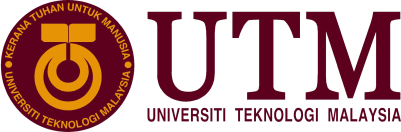 • KERANA TUHAN UNTUK MANUSIA •
UNIVERSITI TEKNOLOGI MALAYSIA
UTM
UNIVERSITI TEKNOLOGI MALAYSIA